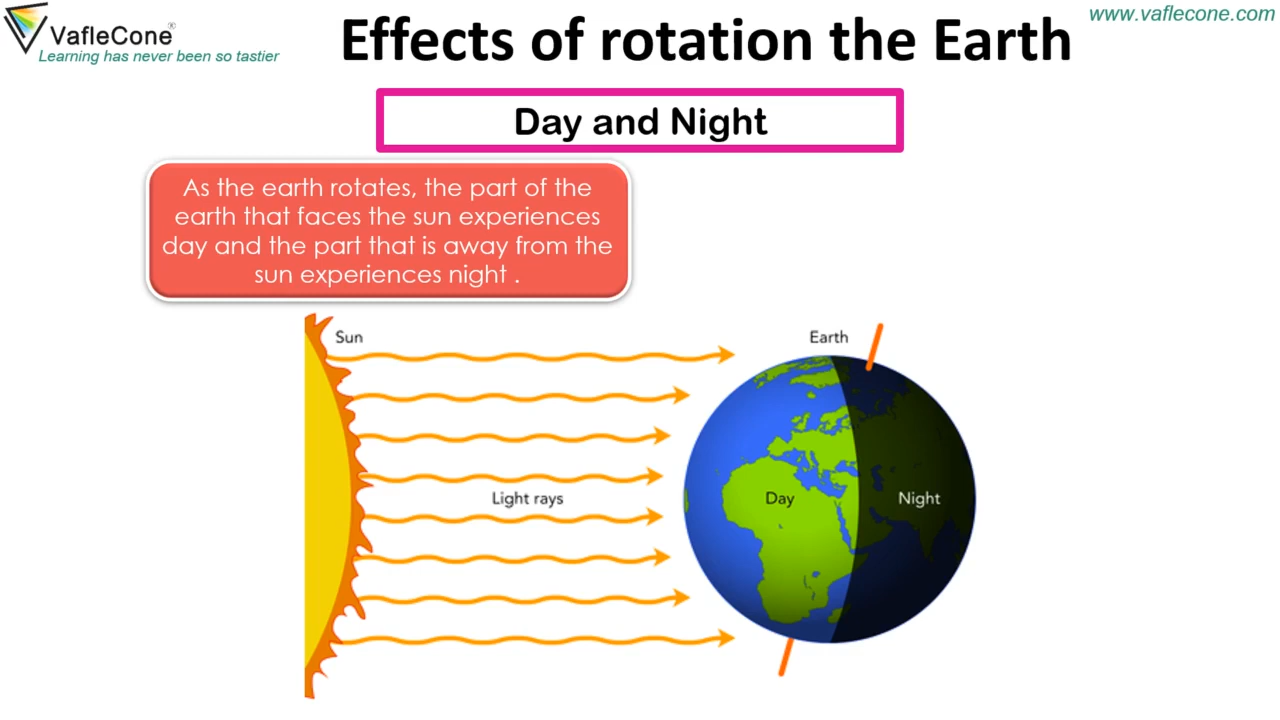 VafleCone®
Learning has never been so tastier
Effects of rotation the Earth
www.vaflecone.com
Day and Night
As the earth rotates, the part of the
earth that faces the sun experiences
day and the part that is away from the
sun experiences night .
Sun
Earth
Light rays
Day
Night